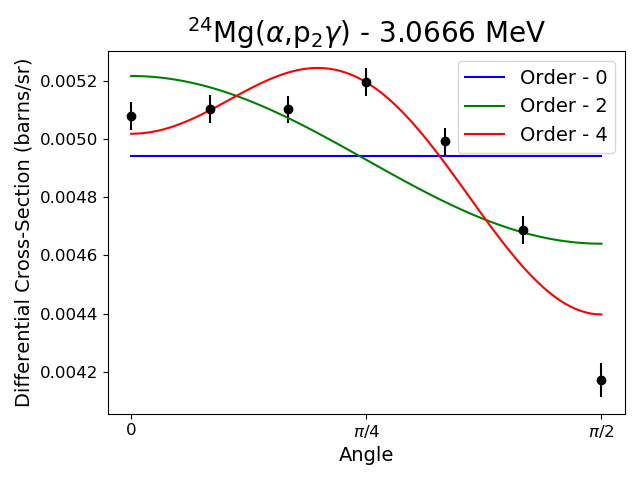 ²⁴Mg(α,p₂γ) - 3.0666 MeV
Order - 0
Order - 2
Order - 4
Differential Cross-Section (barns/sr)
0.0052
0.0050
0.0048
0.0046
0.0044
0.0042
0
π/4
π/2
Angle